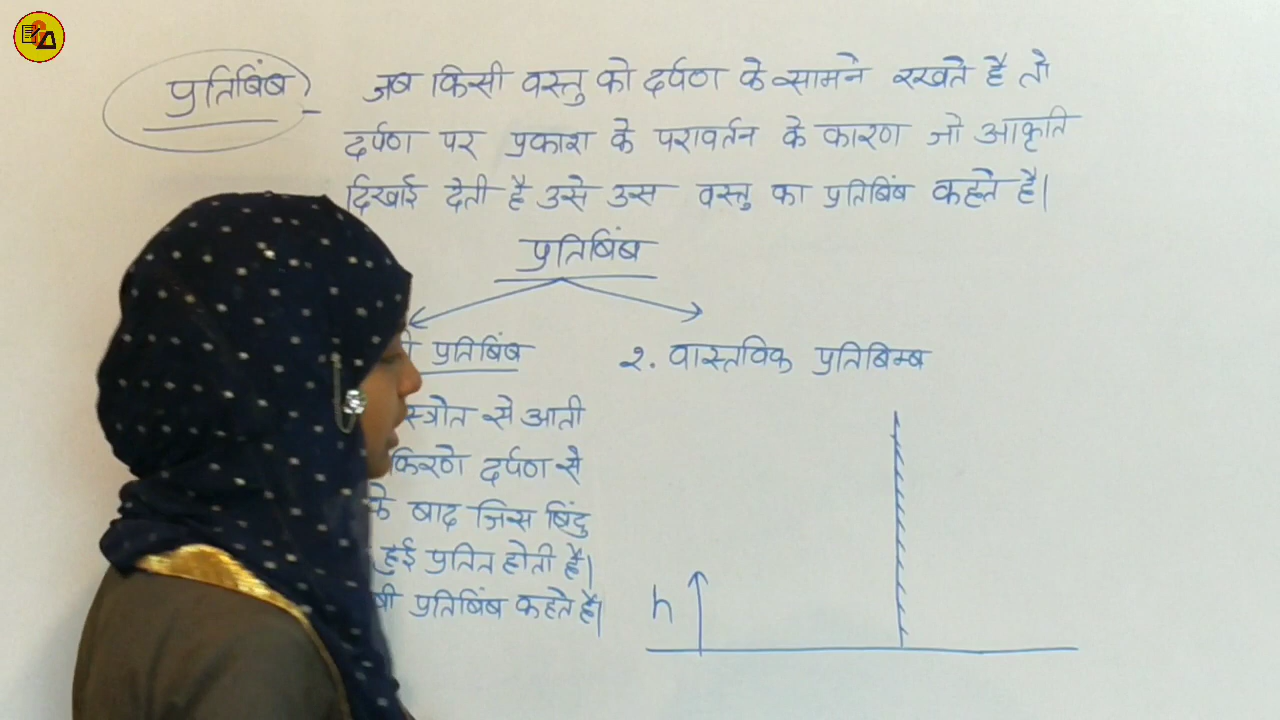 प्रतिबिंब - जब किसी वस्तु को दर्पण के सामने रखते है तो
दर्पण पर प्रकाश के परावर्तन के कारण जो आकृति
दिखाई देती है उसे उस वस्तु का प्रतिबिंब कहते है।
प्रतिबिंब
प्रतिबिंब
२. वास्तविक प्रतिबिम्ब
स्त्रोत से आती
किरणे दर्पण से
के बाद जिस बिंदु
हुई प्रतित होती है।
प्रतिबिंब कहते है।
h